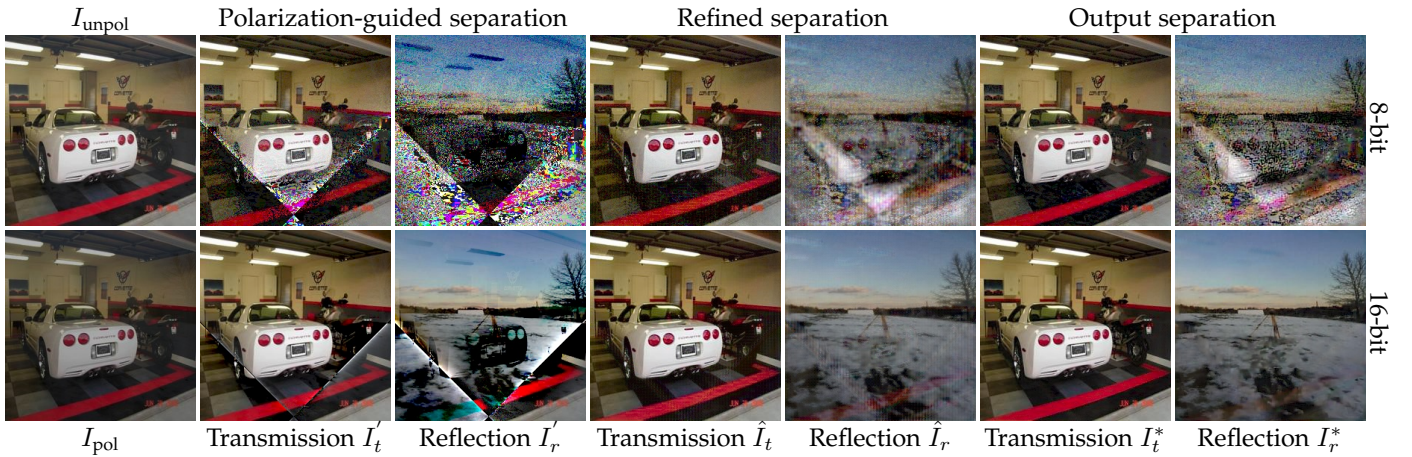 I_unpol Polarization-guided separation Refined separation Output separation
8-bit
16-bit
I_pol Transmission I_t′ Reflection I_r′ Transmission Î_t Reflection Î_r Transmission I_t* Reflection I_r*